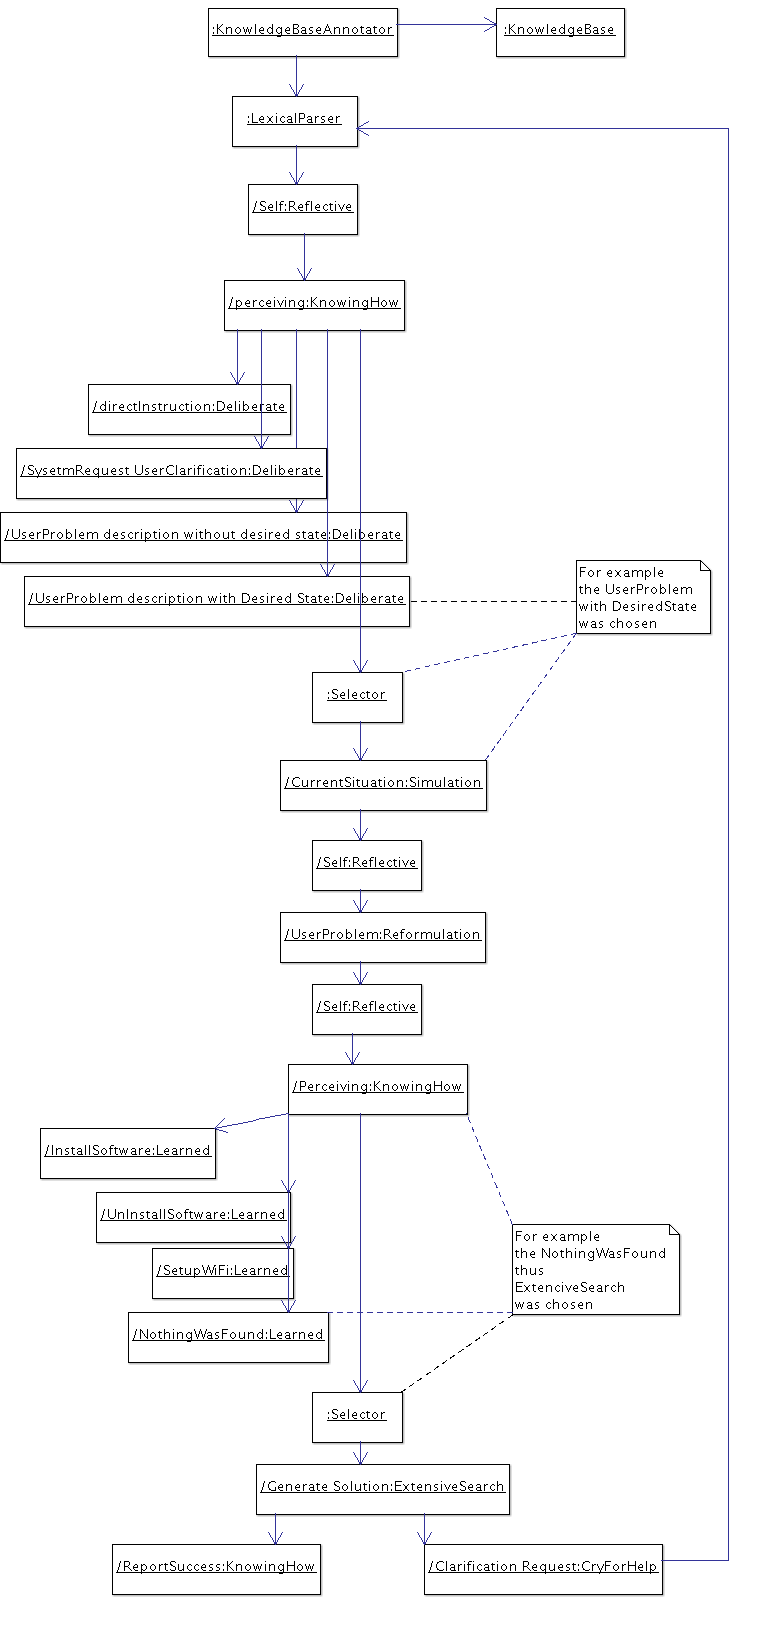 :KnowledgeBaseAnnotator
:KnowledgeBase
:LexicalParser
/Self:Reflective
/perceiving:KnowingHow
/directInstruction:Deliberate
/SysetmRequest UserClarification:Deliberate
/UserProblem description without desired state:Deliberate
/UserProblem description with Desired State:Deliberate
For example
the UserProblem
with DesiredState
was chosen
:Selector
/CurrentSituation:Simulation
/Self:Reflective
/UserProblem:Reformulation
/Self:Reflective
/Perceiving:KnowingHow
/InstallSoftware:Learned
/UnInstallSoftware:Learned
/SetupWiFi:Learned
/NothingWasFound:Learned
For example
the NothingWasFound
thus
ExtenciveSearch
was chosen
:Selector
/Generate Solution:ExtensiveSearch
/ReportSuccess:KnowingHow
/Clarification Request:CryForHelp